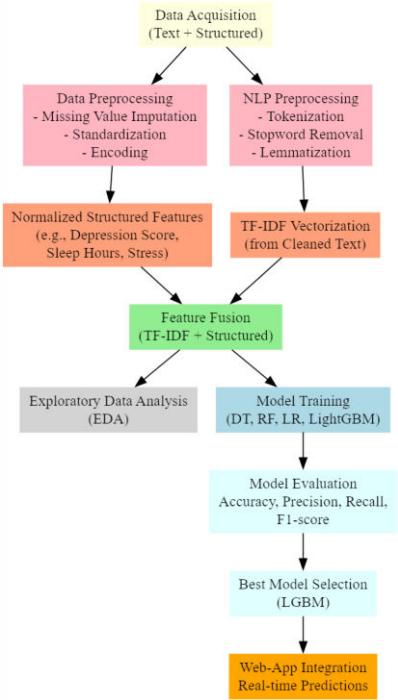 Data Acquisition
(Text + Structured)
Data Preprocessing
- Missing Value Imputation
- Standardization
- Encoding
NLP Preprocessing
- Tokenization
- Stopword Removal
- Lemmatization
Normalized Structured Features
(e.g., Depression Score,
Sleep Hours, Stress)
TF-IDF Vectorization
(from Cleaned Text)
Feature Fusion
(TF-IDF + Structured)
Exploratory Data Analysis
(EDA)
Model Training
(DT, RF, LR, LightGBM)
Model Evaluation
Accuracy, Precision, Recall,
F1-score
Best Model Selection
(LGBM)
Web-App Integration
Real-time Predictions